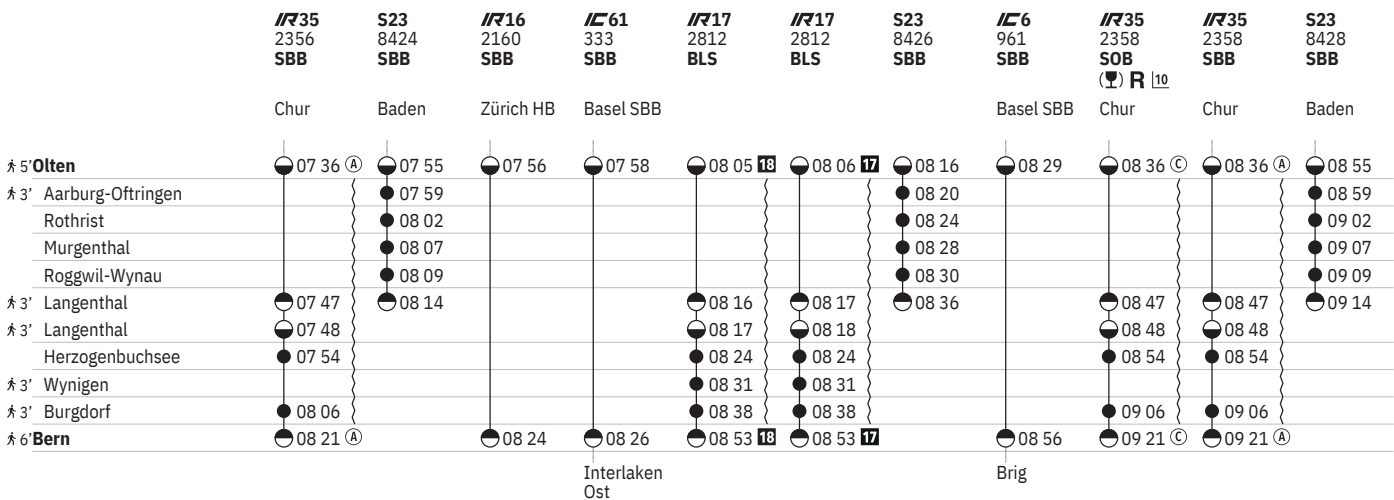 IR35 S23 IR16 IC61 IR17 IR17 S23 IC6 IR35 IR35 S23
2356 8424 2160 333 2812 2812 8426 961 2358 2358 8428
SBB SBB SBB SBB BLS BLS SBB SBB SOB SBB SBB
R 10
Chur Baden Zürich HB Basel SBB Basel SBB Chur Chur Baden
5' Olten 07 36 A 07 55 07 56 07 58 08 05 18 08 06 17 08 16 08 29 08 36 C 08 36 A 08 55
3' Aarburg-Oftringen 07 59 08 20 08 59
Rothrist 08 02 08 24 09 02
Murgenthal 08 07 08 28 09 07
Roggwil-Wynau 08 09 08 30 09 09
3' Langenthal 07 47 08 14 08 16 08 17 08 36 08 47 08 47 09 14
3' Langenthal 07 48 08 17 08 18 08 48 08 48
Herzogenbuchsee 07 54 08 24 08 24 08 54 08 54
3' Wynigen 08 31 08 31
3' Burgdorf 08 06 08 38 08 38 09 06 09 06
6' Bern 08 21 A 08 24 08 26 08 53 18 08 53 17 08 56 09 21 C 09 21 A
Interlaken Brig
Ost